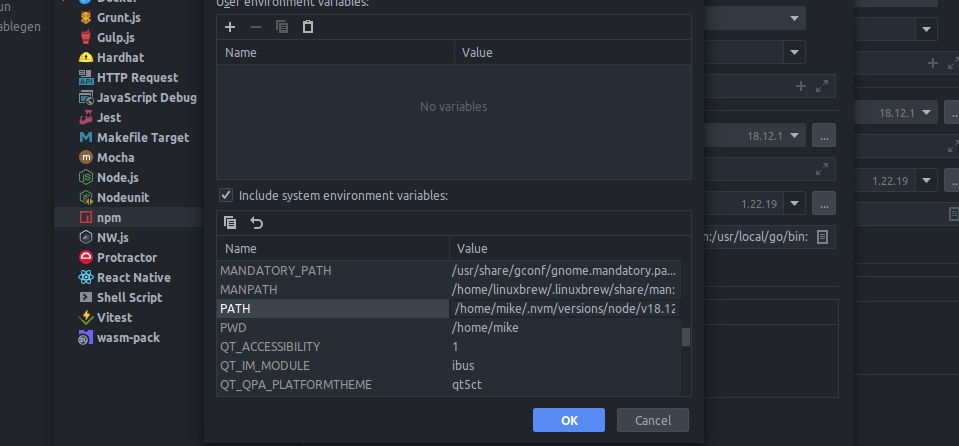 un
ablegen
Docker
Grunt.js
Gulp.js
Hardhat
HTTP Request
JavaScript Debug
Jest
Makefile Target
Mocha
Node.js
Nodeunit
npm
NW.js
Protractor
React Native
Shell Script
Vitest
wasm-pack
User environment variables:
Name Value
No variables
Include system environment variables:
Name Value
MANDATORY_PATH /usr/share/gconf/gnome.mandatory.pa...
MANPATH /home/linuxbrew/.linuxbrew/share/man:
PATH /home/mike/.nvm/versions/node/v18.12
PWD /home/mike
QT_ACCESSIBILITY 1
QT_IM_MODULE ibus
QT_QPA_PLATFORMTHEME qt5ct
OK Cancel
18.12.1 ...
1.22.19 ...
n:/usr/local/go/bin:
18.12.1 ...
1.22.19 ...